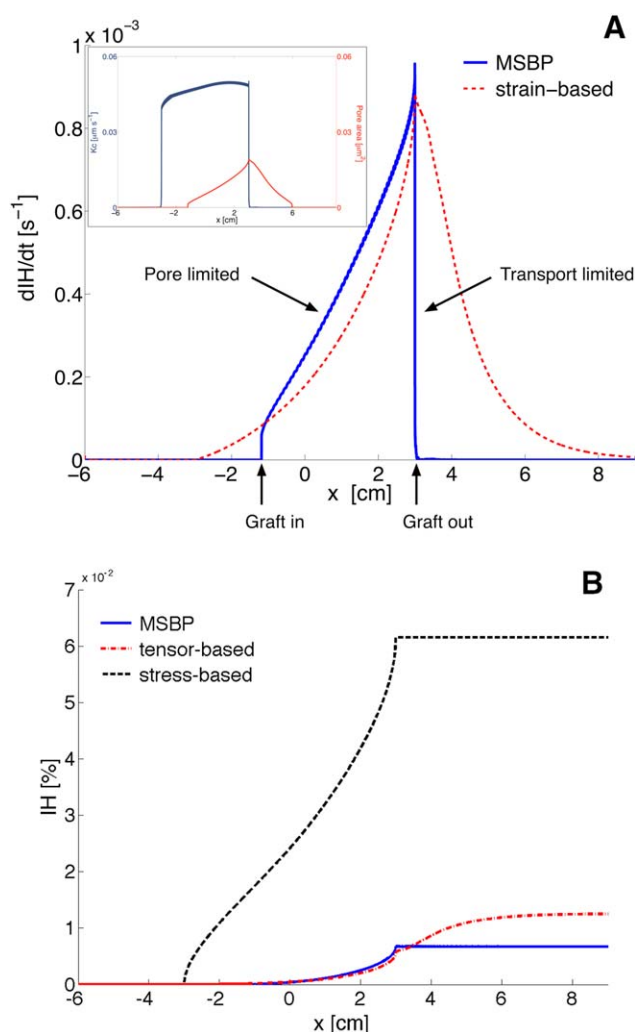 A
x 10⁻³
1
0.8
0.6
0.4
0.2
0
dIH/dt [s⁻¹]
MSBP
strain-based
0.06
0.03
0
Kc [μm s⁻¹]
0.06
0.03
0
Pore area [μm²]
-6
-2
2
6
x [cm]
Pore limited
Transport limited
-6
-4
-2
0
2
4
6
8
x [cm]
Graft in
Graft out
B
x 10⁻²
7
6
5
4
3
2
1
0
IH [%]
MSBP
tensor-based
stress-based
-6
-4
-2
0
2
4
6
8
x [cm]